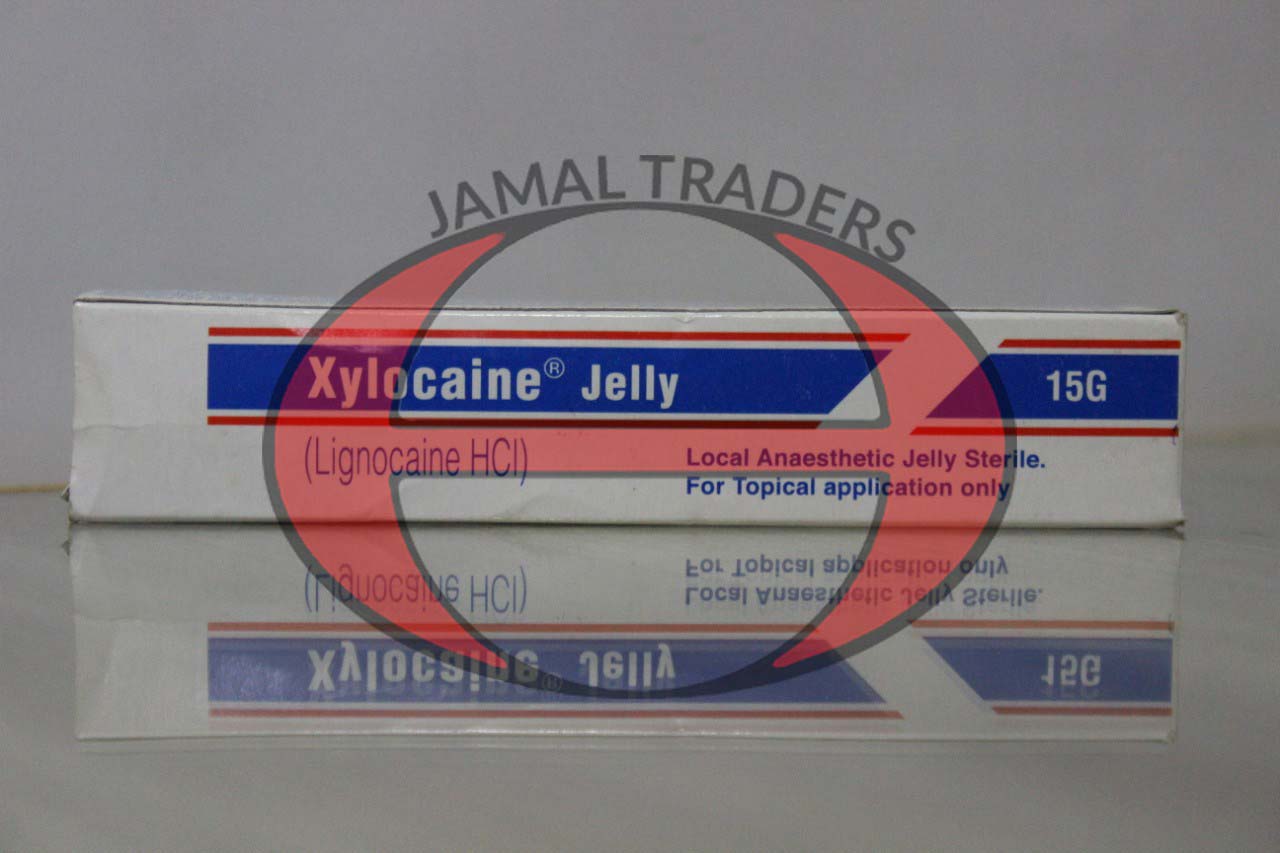 JAMAL TRADERS
Xylocaine® Jelly
15G
(Lignocaine HCl)
Local Anaesthetic Jelly Sterile.
For Topical application only